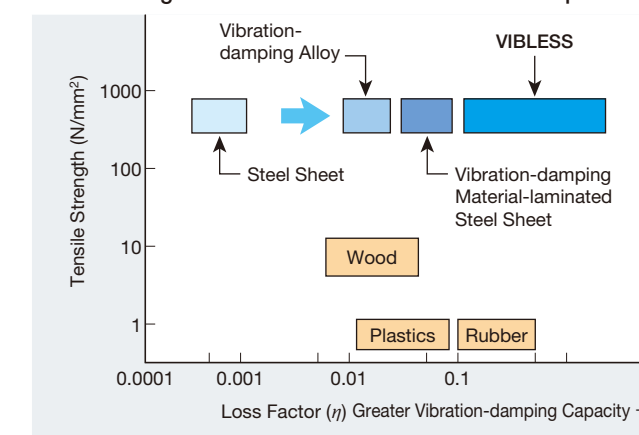 Vibration-
damping Alloy
VIBLESS
Tensile Strength (N/mm²)
1000
100
10
1
Steel Sheet
Vibration-damping
Material-laminated
Steel Sheet
Wood
Plastics
Rubber
0.0001
0.001
0.01
0.1
Loss Factor (η) Greater Vibration-damping Capacity